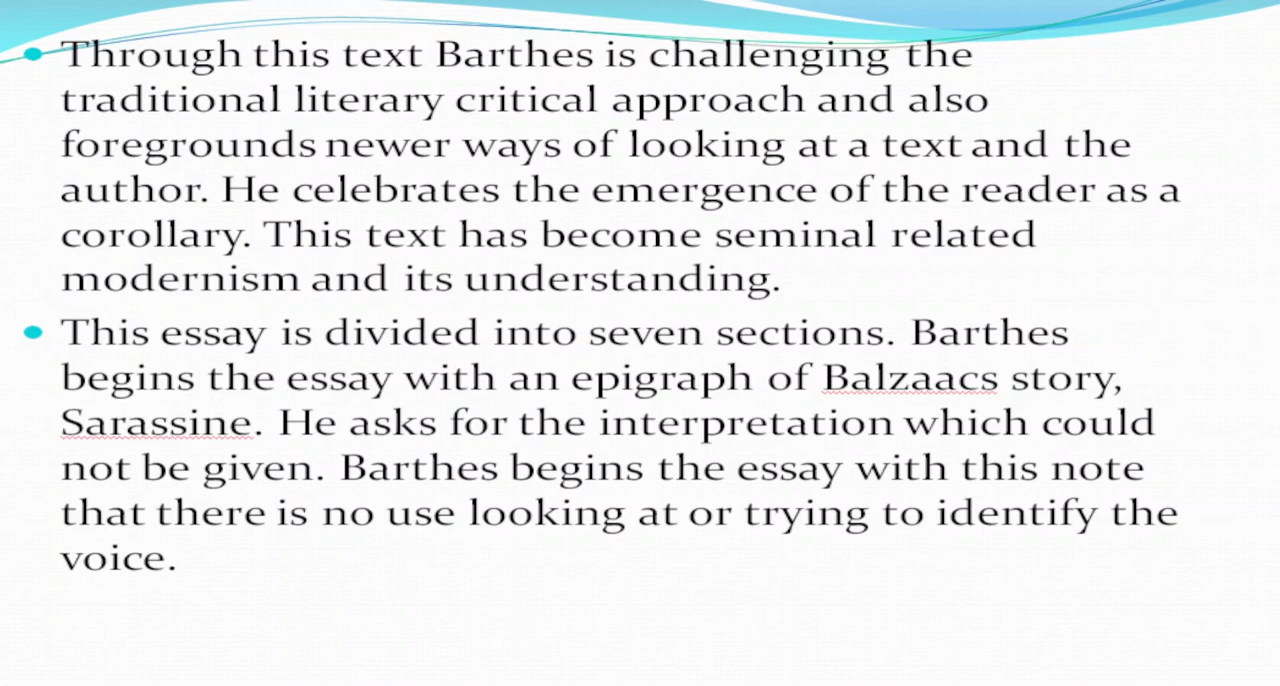 Through this text Barthes is challenging the
traditional literary critical approach and also
foregrounds newer ways of looking at a text and the
author. He celebrates the emergence of the reader as a
corollary. This text has become seminal related
modernism and its understanding.
This essay is divided into seven sections. Barthes
begins the essay with an epigraph of Balzaacs story,
Sarassine. He asks for the interpretation which could
not be given. Barthes begins the essay with this note
that there is no use looking at or trying to identify the
voice.